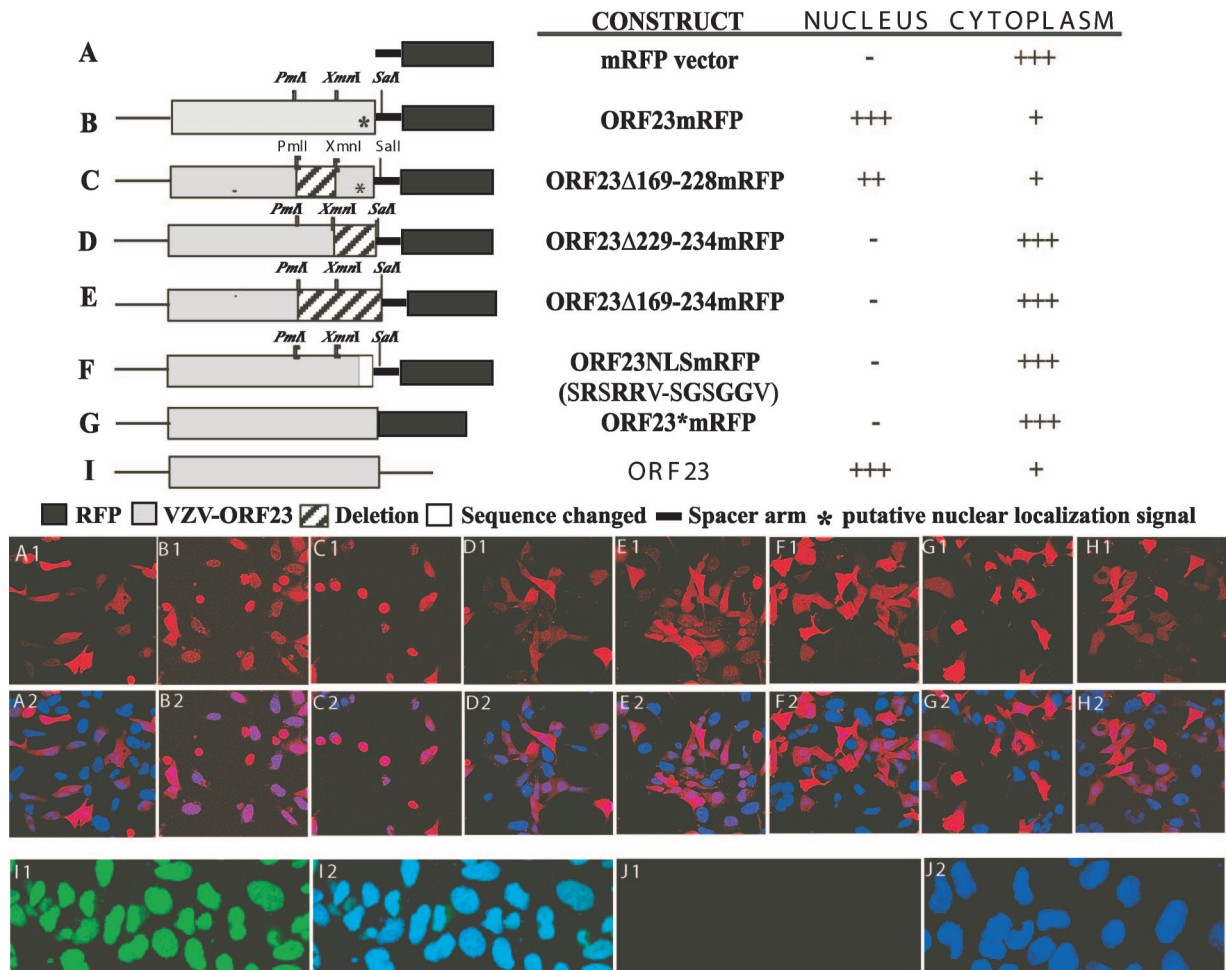 CONSTRUCT NUCLEUS CYTOPLASM
A mRFP vector - +++
PmlI XmnI SalI
B * ORF23mRFP +++ +
PmlI XmnI SalI
C * ORF23Δ169-228mRFP ++ +
PmlI XmnI SalI
D ORF23Δ229-234mRFP - +++
PmlI XmnI SalI
E ORF23Δ169-234mRFP - +++
PmlI XmnI SalI
F ORF23NLSmRFP - +++
(SRSRRV-SGSGGV)
G ORF23*mRFP - +++
I ORF23 +++ +
RFP VZV-ORF23 Deletion Sequence changed Spacer arm * putative nuclear localization signal
A1 B1 C1 D1 E1 F1 G1 H1
A2 B2 C2 D2 E2 F2 G2 H2
I1 I2 J1 J2